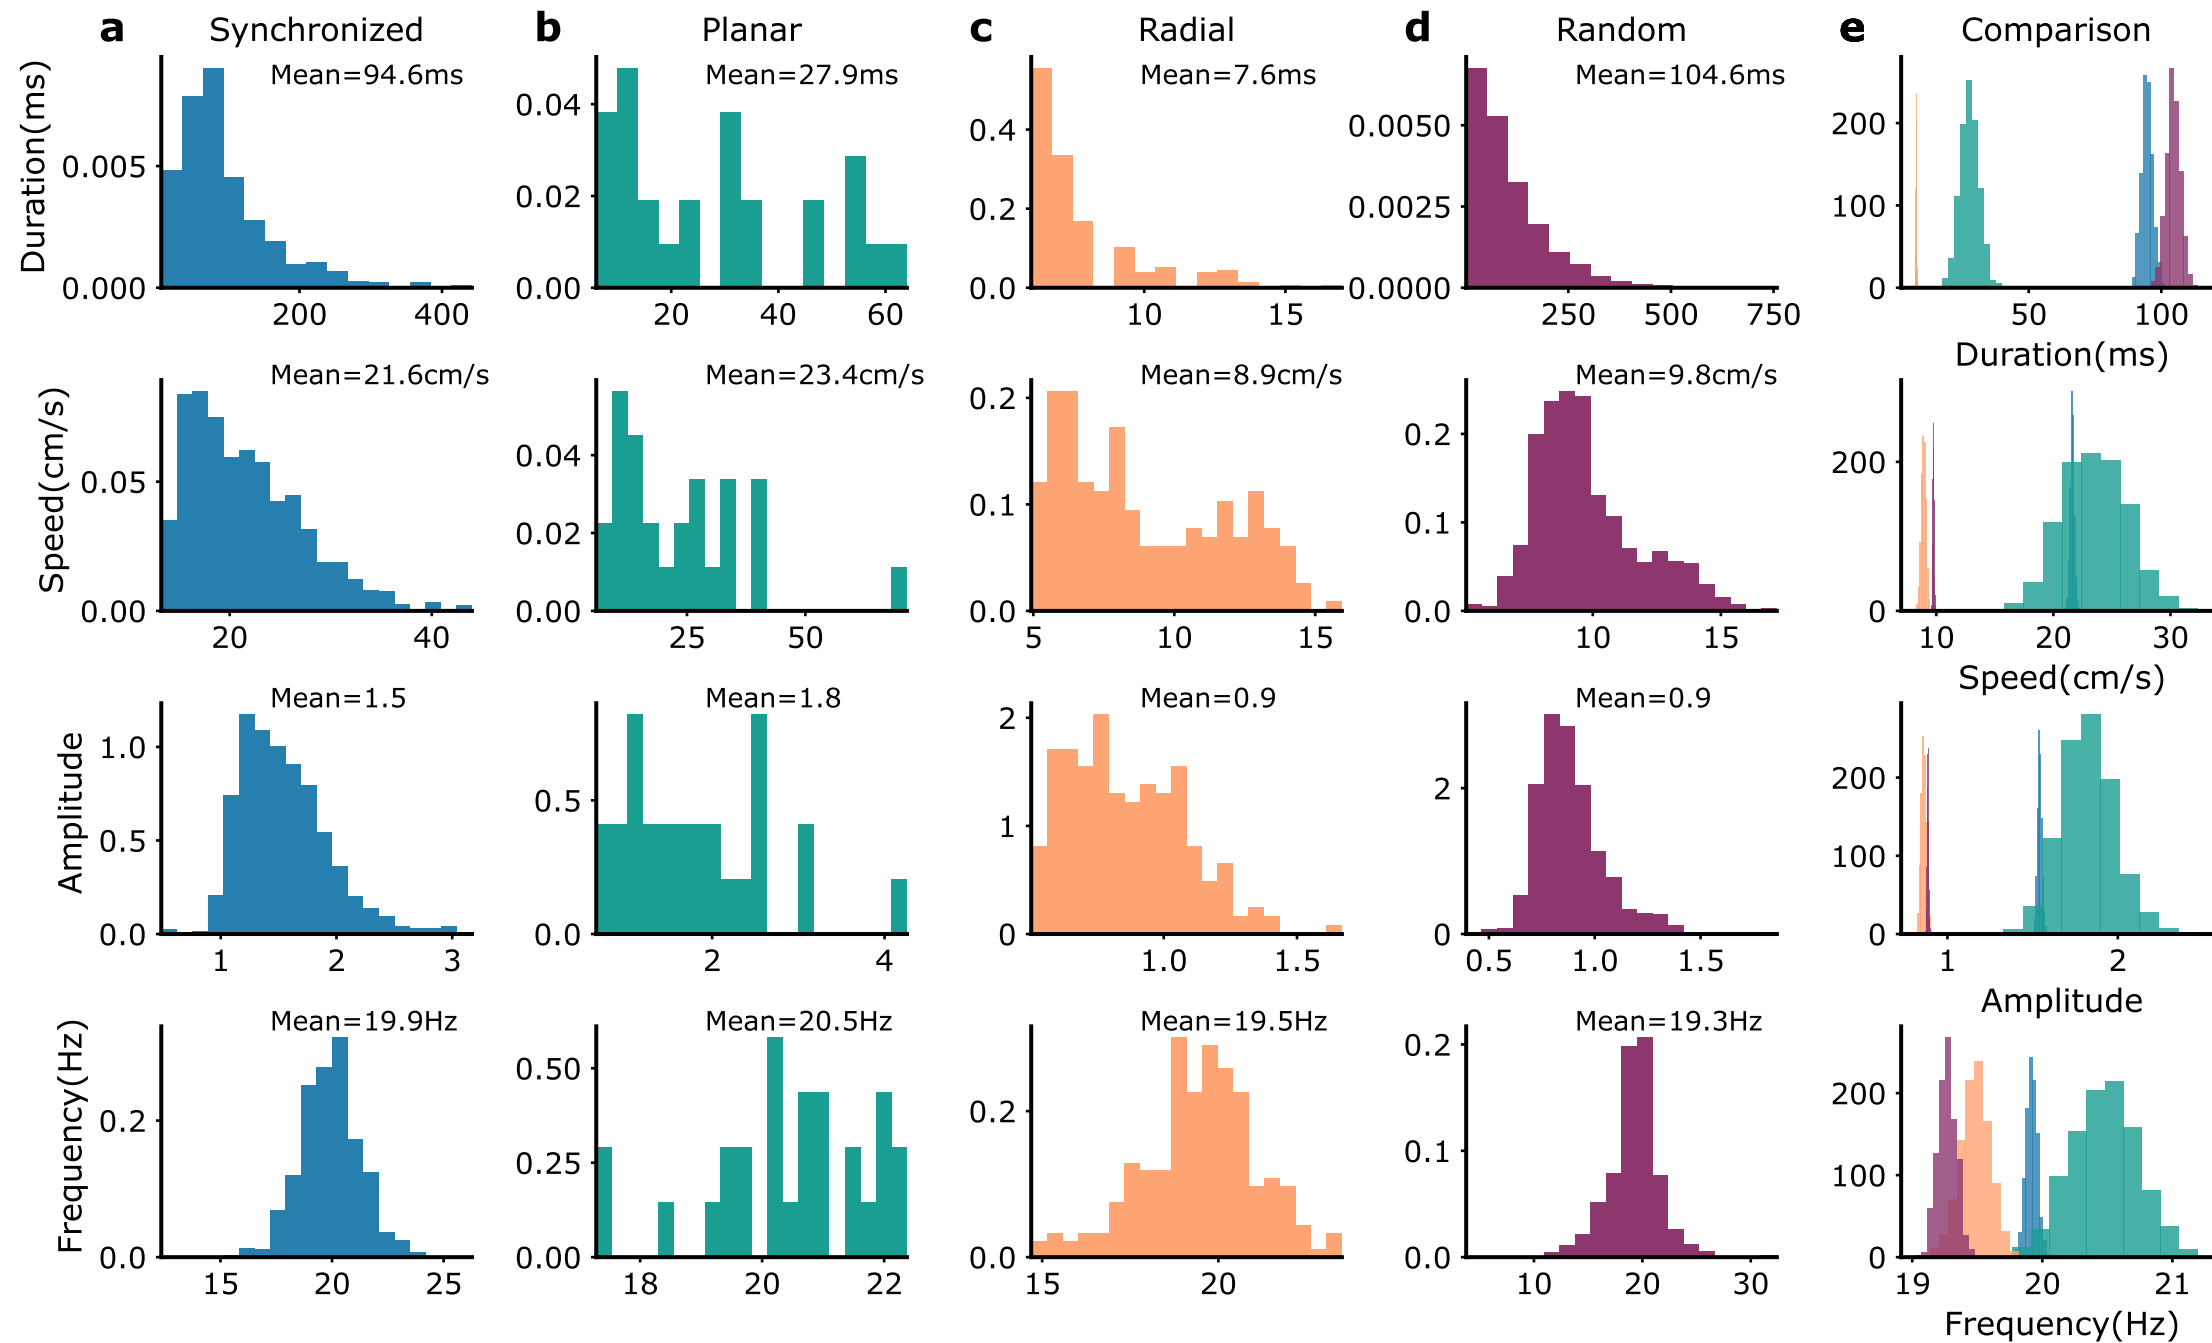 a Synchronized b Planar c Radial d Random e Comparison
Duration(ms)
Mean=94.6ms Mean=27.9ms Mean=7.6ms Mean=104.6ms
0.005 0.000 200 400
0.04 0.02 0.00 20 40 60
0.4 0.2 0.0 10 15
0.0050 0.0025 0.0000 250 500 750
200 100 0 50 100
Duration(ms)
Speed(cm/s)
Mean=21.6cm/s Mean=23.4cm/s Mean=8.9cm/s Mean=9.8cm/s
0.05 0.00 20 40
0.04 0.02 0.00 25 50
0.2 0.1 0.0 5 10 15
0.2 0.1 0.0 10 15
200 0 10 20 30
Speed(cm/s)
Amplitude
Mean=1.5 Mean=1.8 Mean=0.9 Mean=0.9
1.0 0.5 0.0 1 2 3
0.5 0.0 2 4
2 1 0 1.0 1.5
2 0 0.5 1.0 1.5
200 100 0 1 2
Amplitude
Frequency(Hz)
Mean=19.9Hz Mean=20.5Hz Mean=19.5Hz Mean=19.3Hz
0.2 0.0 15 20 25
0.50 0.25 0.00 18 20 22
0.2 0.0 15 20
0.2 0.1 0.0 10 20 30
200 100 0 19 20 21
Frequency(Hz)